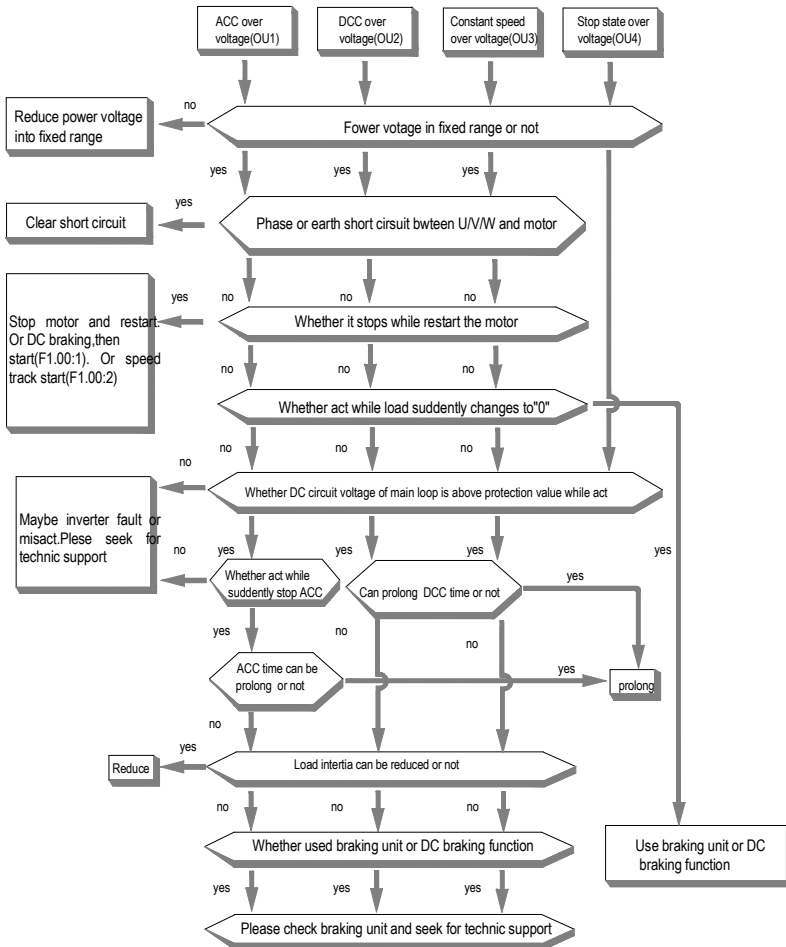 ACC over
voltage(OU1)
DCC over
voltage(OU2)
Constant speed
over voltage(OU3)
Stop state over
voltage(OU4)
no
Reduce power voltage
into fixed range
Fower votage in fixed range or not
yes
yes
yes
yes
Clear short circuit
Phase or earth short circuit bwteen U/V/W and motor
no
no
no
yes
Stop motor and restart.
Or DC braking,then
start(F1.00:1). Or speed
track start(F1.00:2)
Whether it stops while restart the motor
no
no
no
Whether act while load suddently changes to"0"
no
no
no
no
Whether DC circuit voltage of main loop is above protection value while act
Maybe inverter fault or
misact.Plese seek for
technic support
no
yes
yes
yes
yes
Whether act while
suddently stop ACC
Can prolong DCC time or not
yes
yes
no
no
ACC time can be
prolong or not
yes
prolong
no
yes
Reduce
Load intertia can be reduced or not
no
no
no
Whether used braking unit or DC braking function
Use braking unit or DC
braking function
yes
yes
yes
Please check braking unit and seek for technic support